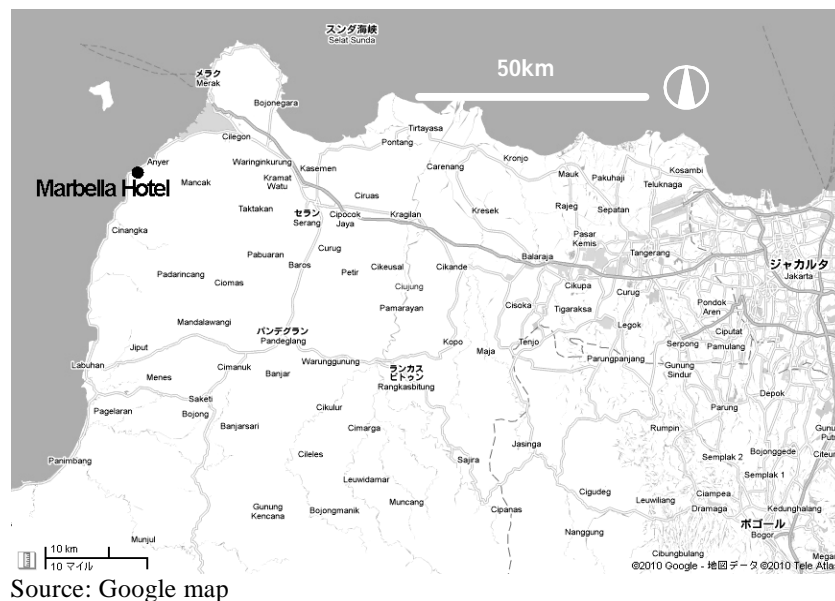 スンダ海峡
Selat Sunda
50km
メラク
Merak
Bojonegara
Cilegon
Tirtayasa
Pontang
Anyer
Waringinkurung
Kasemen
Carenang
Kronjo
Mauk
Pakuhaji
Kosambi
Teluknaga
Marbella Hotel
Mancak
Kramat
Watu
Ciruas
Taktakan
セラン
Serang
Cipocok
Jaya
Kragilan
Kresek
Rajeg
Sepatan
Pasar
Kemis
Cinangka
Pabuaran
Curug
Baros
Petir
Cikeusal
Cikande
Balaraja
Tangerang
ジャカルタ
Jakarta
Padarincang
Ciomas
Ciujung
Pamarayan
Cikupa
Cisoka
Tigaraksa
Curug
Pondok
Aren
Mandalawangi
パンデグラン
Pandeglang
Legok
Ciputat
Serpong
Pamulang
Labuhan
Jiput
Cimanuk
Warunggunung
Kopo
Maja
Tenjo
Parungpanjang
Gunung
Sindur
Menes
Banjar
ランカス
ビトゥン
Rangkasbitung
Saketi
Bojong
Pagelaran
Cikulur
Banjarsari
Cimarga
Depok
Parung
Rumpin
Gunu
Putr
Panimbang
Cileles
Sajira
Jasinga
Semplak 2
Bojonggede
Citeur
Leuwidamar
Semplak 1
Gunung
Kencana
Bojongmanik
Muncang
Cipanas
Cigudeg
Leuwiliang
Ciampea
Dramaga
Kedunghalang
ボゴール
Bogor
Nanggung
Munjul
Cibungbulang
Megan
10 km
10 マイル
©2010 Google - 地図データ ©2010 Tele Atlas
Source: Google map